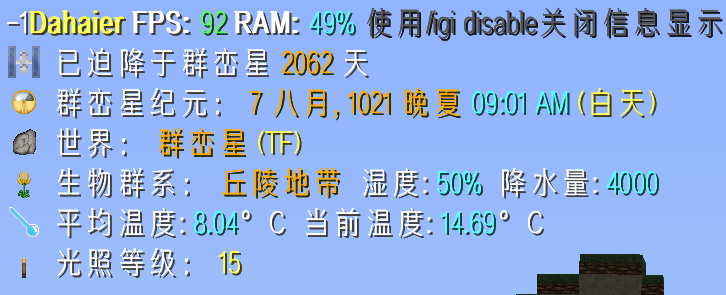 -1Dahaier FPS: 92 RAM: 49% 使用/igi disable关闭信息显示
已迫降于群峦星 2062 天
群峦星纪元: 7 八月, 1021 晚夏 09:01 AM (白天)
世界: 群峦星 (TF)
生物群系: 丘陵地带 湿度: 50% 降水量: 4000
平均温度: 8.04° C 当前温度: 14.69° C
光照等级: 15